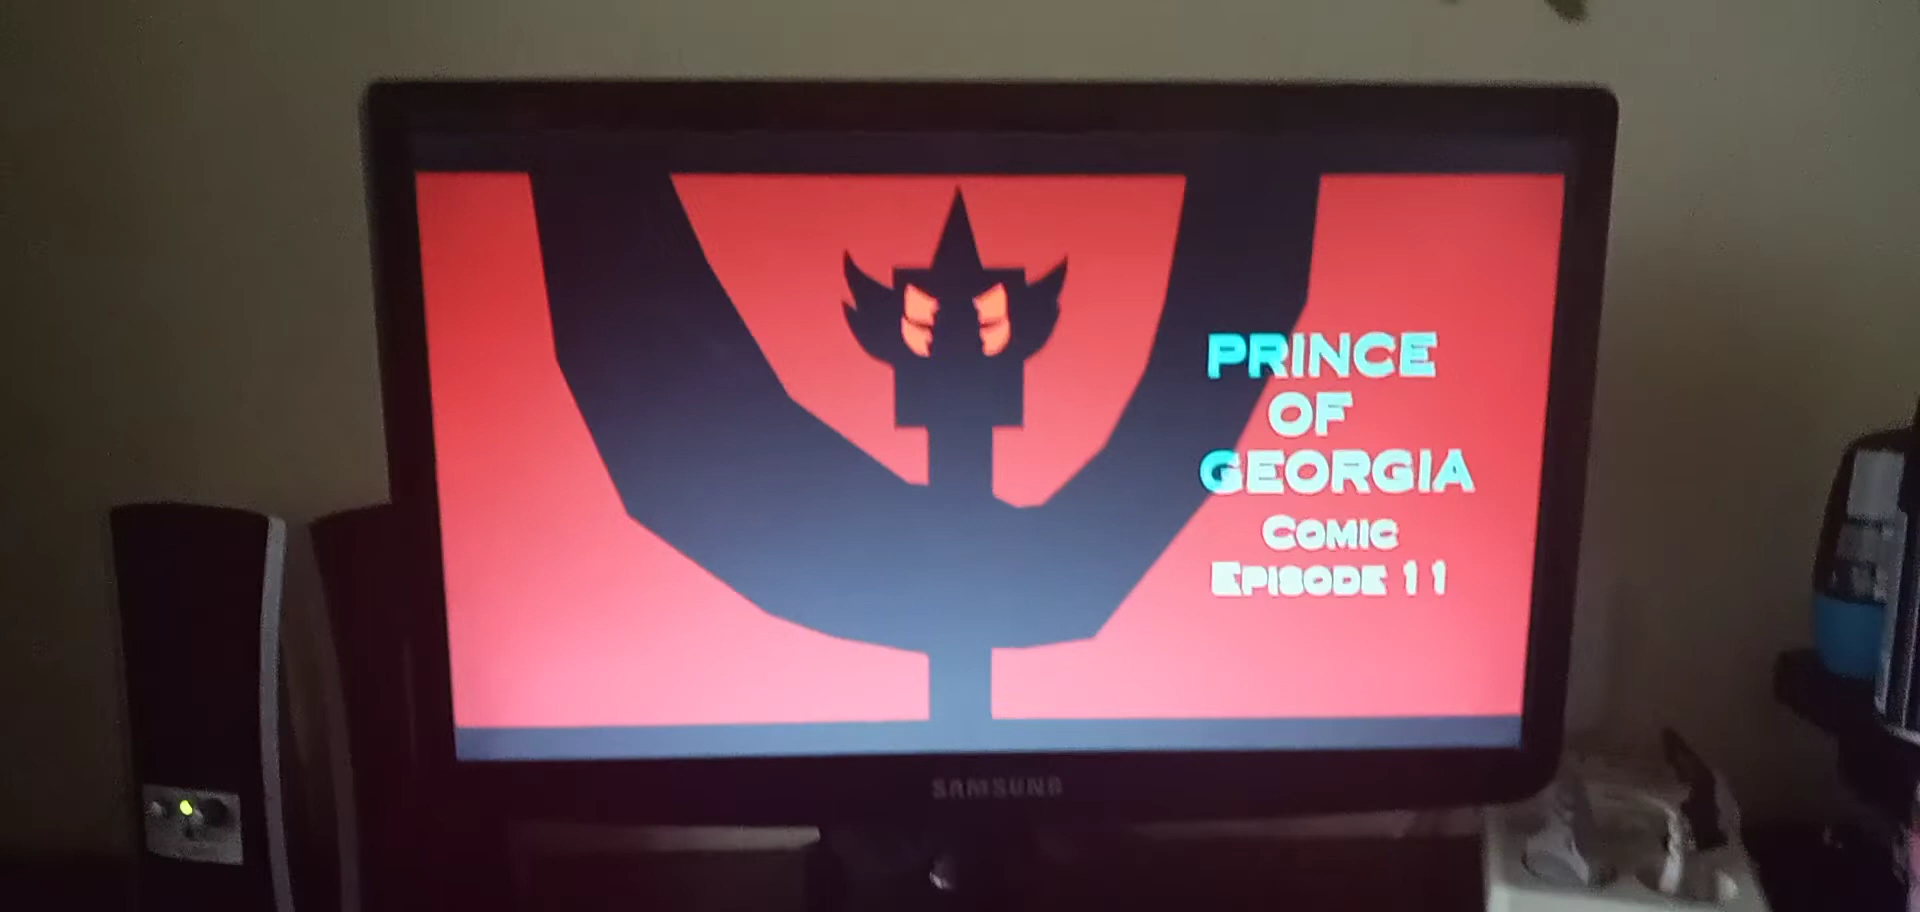 PRINCE
OF
GEORGIA
COMIC
EPISODE 11
SAMSUNG